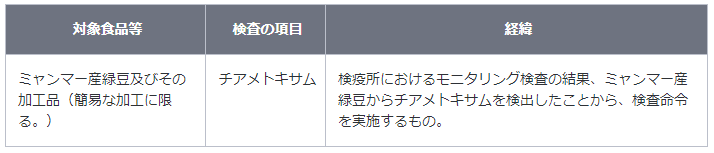 対象食品等 検査の項目 経緯
ミャンマー産緑豆及びその加工品（簡易な加工に限る。） チアメトキサム 検疫所におけるモニタリング検査の結果、ミャンマー産緑豆からチアメトキサムを検出したことから、検査命令を実施するもの。